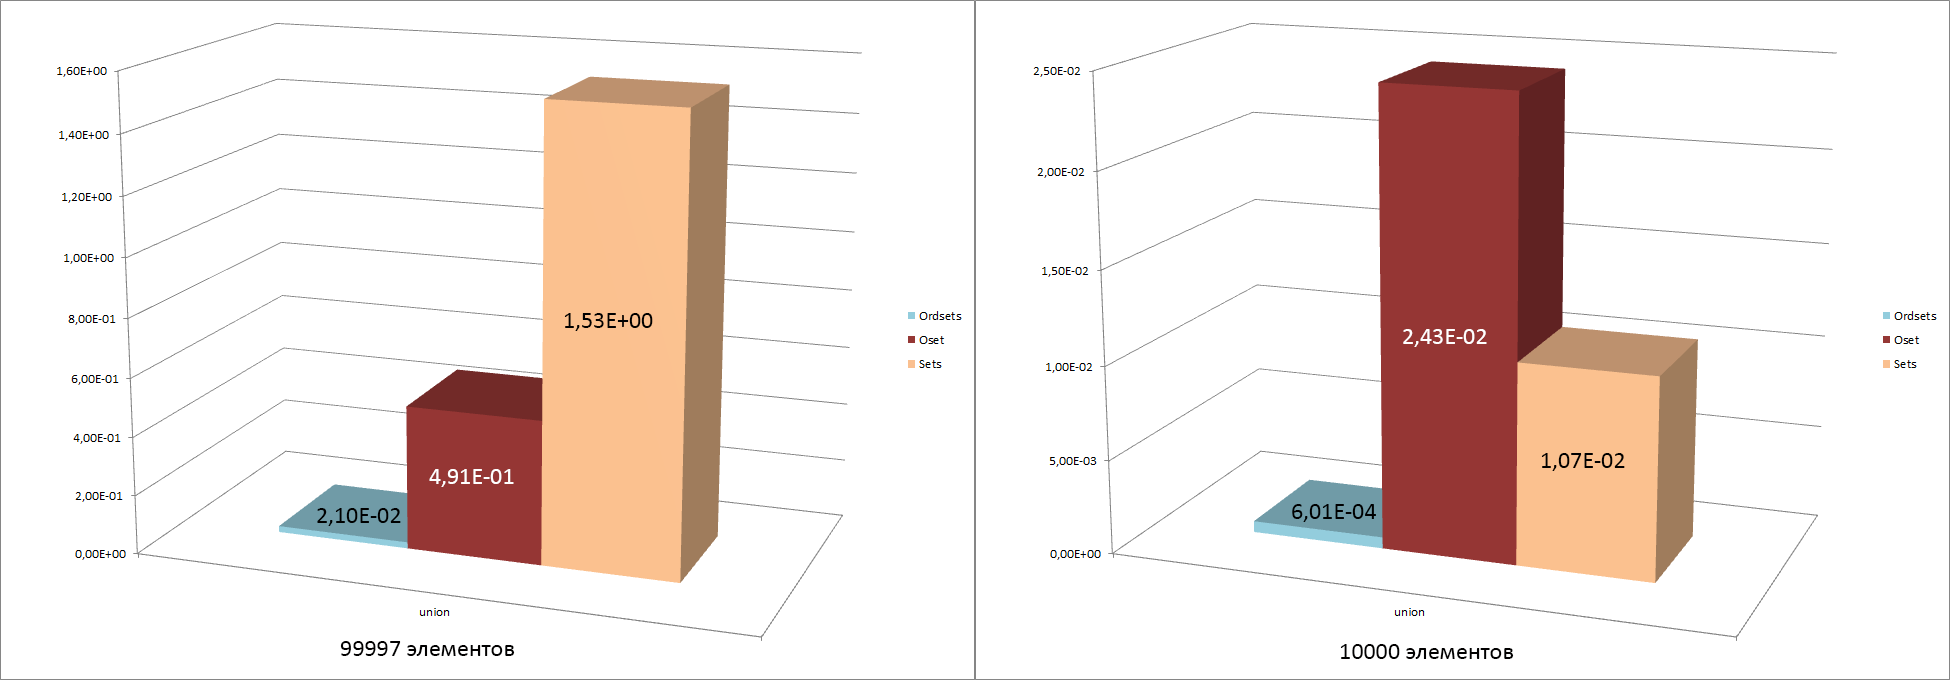 1,60E+00
1,40E+00
1,20E+00
1,00E+00
8,00E-01
6,00E-01
4,00E-01
2,00E-01
0,00E+00
2,10E-02
4,91E-01
1,53E+00
union
99997 элементов
Ordsets
Oset
Sets
2,50E-02
2,00E-02
1,50E-02
1,00E-02
5,00E-03
0,00E+00
6,01E-04
2,43E-02
1,07E-02
union
10000 элементов
Ordsets
Oset
Sets